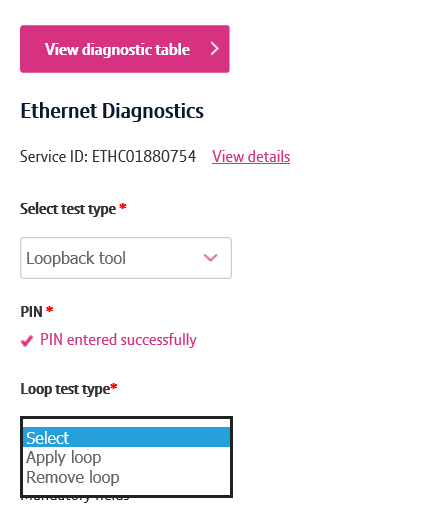 View diagnostic table
Ethernet Diagnostics
Service ID: ETHC01880754 View details
Select test type *
Loopback tool
PIN *
PIN entered successfully
Loop test type*
Select
Apply loop
Remove loop
Mandatory fields